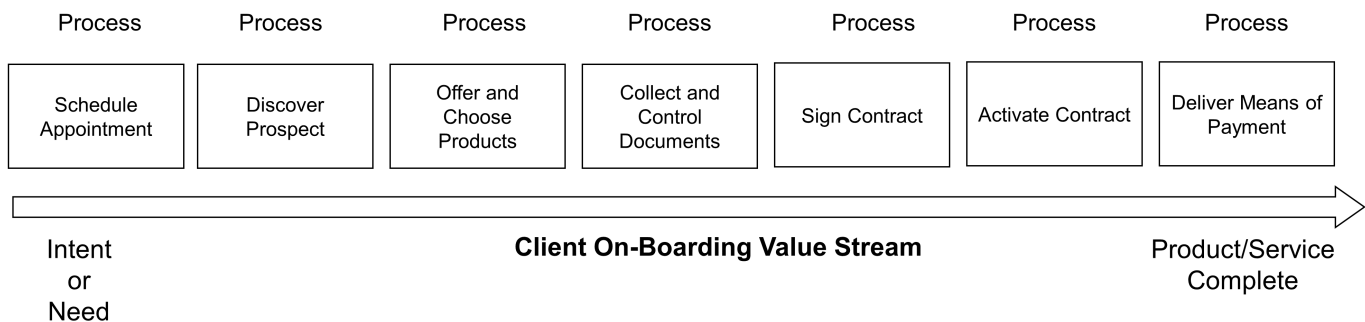 Process
Process
Process
Process
Process
Process
Process
Schedule
Appointment
Discover
Prospect
Offer and
Choose
Products
Collect and
Control
Documents
Sign Contract
Activate Contract
Deliver Means of
Payment
Intent
or
Need
Client On-Boarding Value Stream
Product/Service
Complete